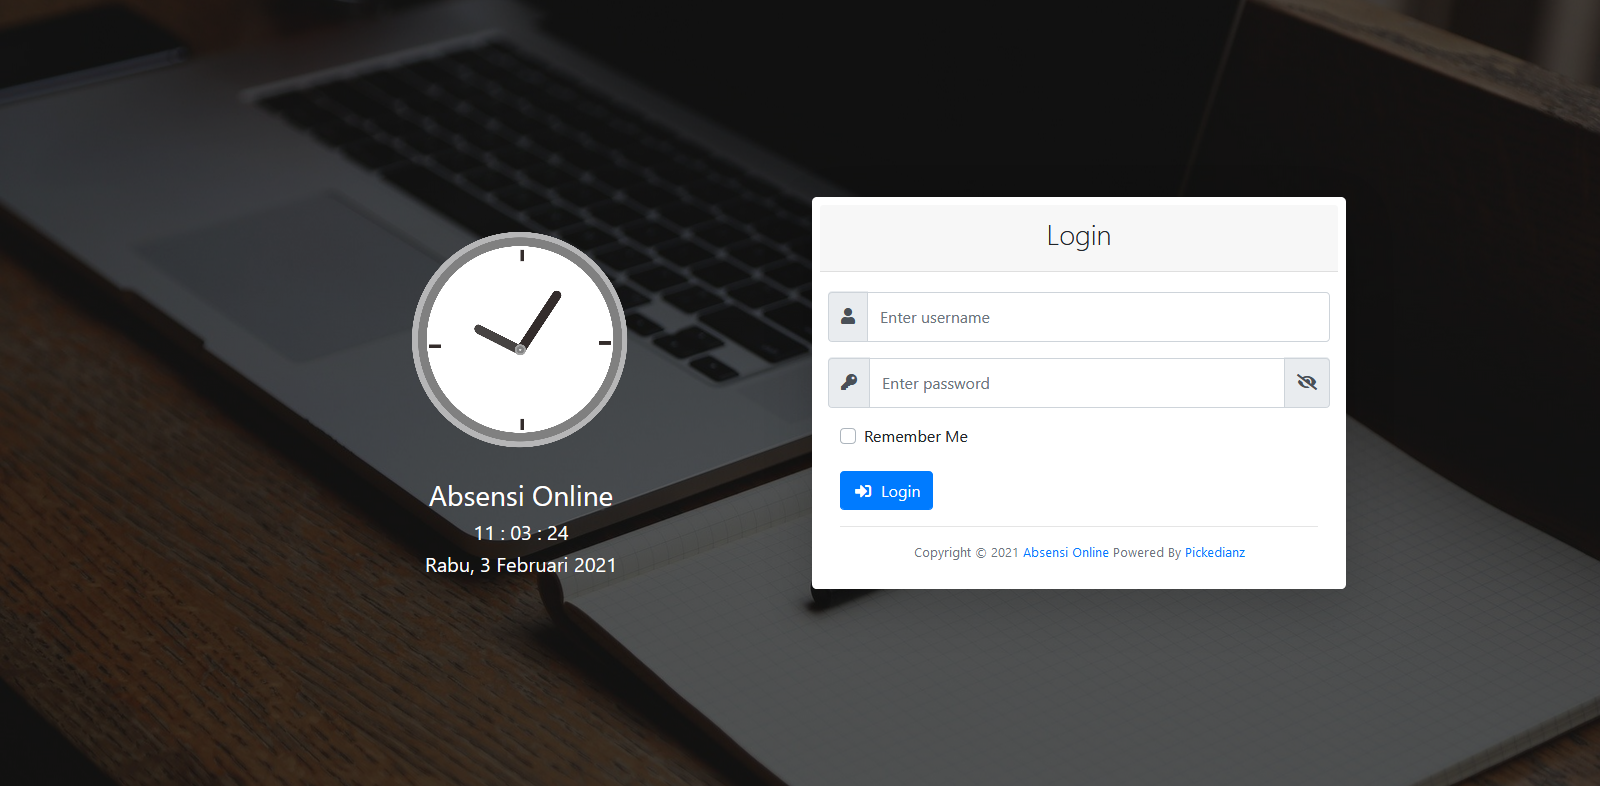 Absensi Online
11 : 03 : 24
Rabu, 3 Februari 2021
Login
Enter username
Enter password
Remember Me
Login
Copyright © 2021 Absensi Online Powered By Pickedianz